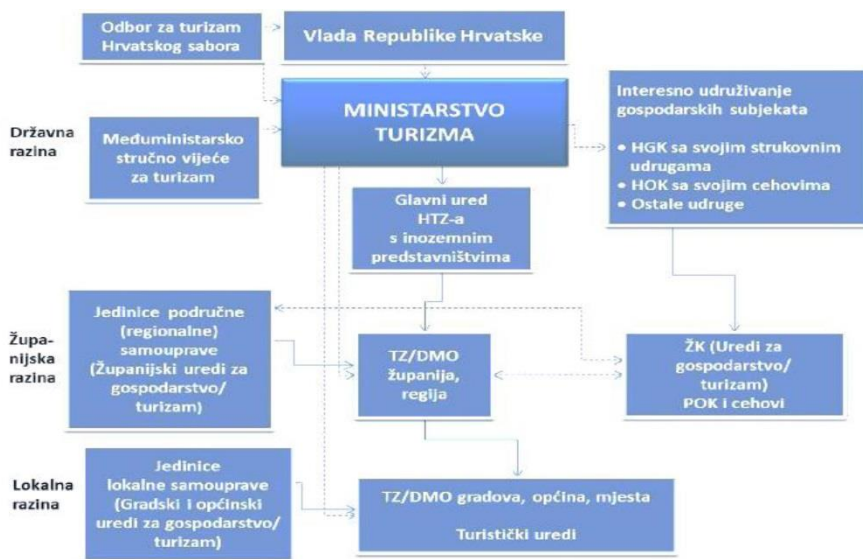 Odbor za turizam
Hrvatskog sabora
Vlada Republike Hrvatske
MINISTARSTVO
TURIZMA
Interesno udruživanje
gospodarskih subjekata
• HGK sa svojim strukovnim
udrugama
• HOK sa svojim cehovima
• Ostale udruge
Državna
razina
Međuministarsko
stručno vijeće
za turizam
Glavni ured
HTZ-a
s inozemnim
predstavništvima
Župa-
nijska
razina
Jedinice područne
(regionalne)
samouprave
(Županijski uredi za
gospodarstvo/
turizam)
TZ/DMO
županija,
regija
ŽK (Uredi za
gospodarstvo/
turizam)
POK i cehovi
Lokalna
razina
Jedinice
lokalne samouprave
(Gradski i općinski
uredi za gospodarstvo/
turizam)
TZ/DMO gradova, općina, mjesta
Turistički uredi